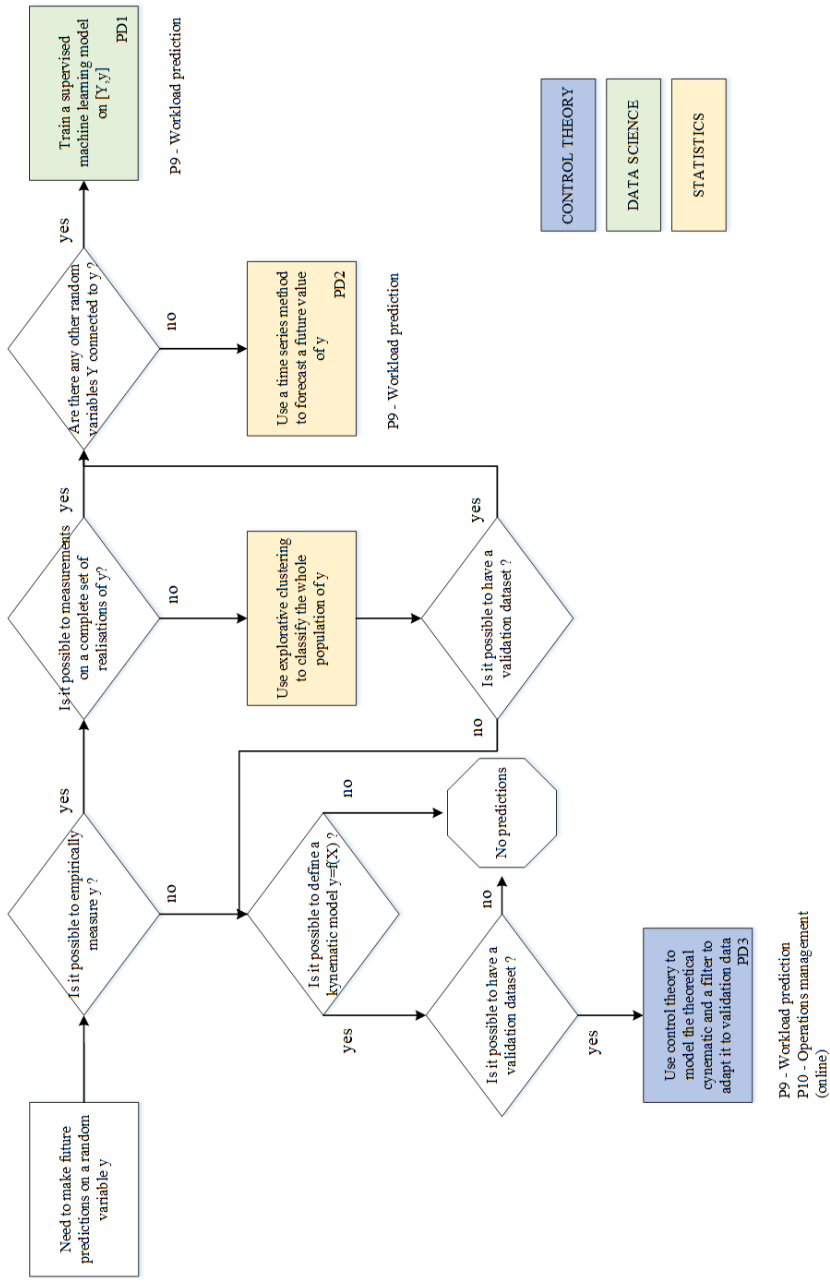 Need to make future
predictions on a random
variable y
Is it possible to empirically
measure y ?
yes
no
Is it possible to measurements
on a complete set of
realisations of y?
yes
no
Are there any other random
variables Y connected to y ?
yes
no
Train a supervised
machine learning model
on [Y,y]
PD1
P9 - Workload prediction
Use a time series method
to forecast a future value
of y
PD2
P9 - Workload prediction
Use explorative clustering
to classify the whole
population of y
Is it possible to have a
validation dataset ?
yes
no
Is it possible to define a
kynematic model y=f(X) ?
yes
no
No predictions
Is it possible to have a
validation dataset ?
no
yes
Use control theory to
model the theoretical
cynematic and a filter to
adapt it to validation data
PD3
P9 - Workload prediction
P10 - Operations management
(online)
CONTROL THEORY
DATA SCIENCE
STATISTICS